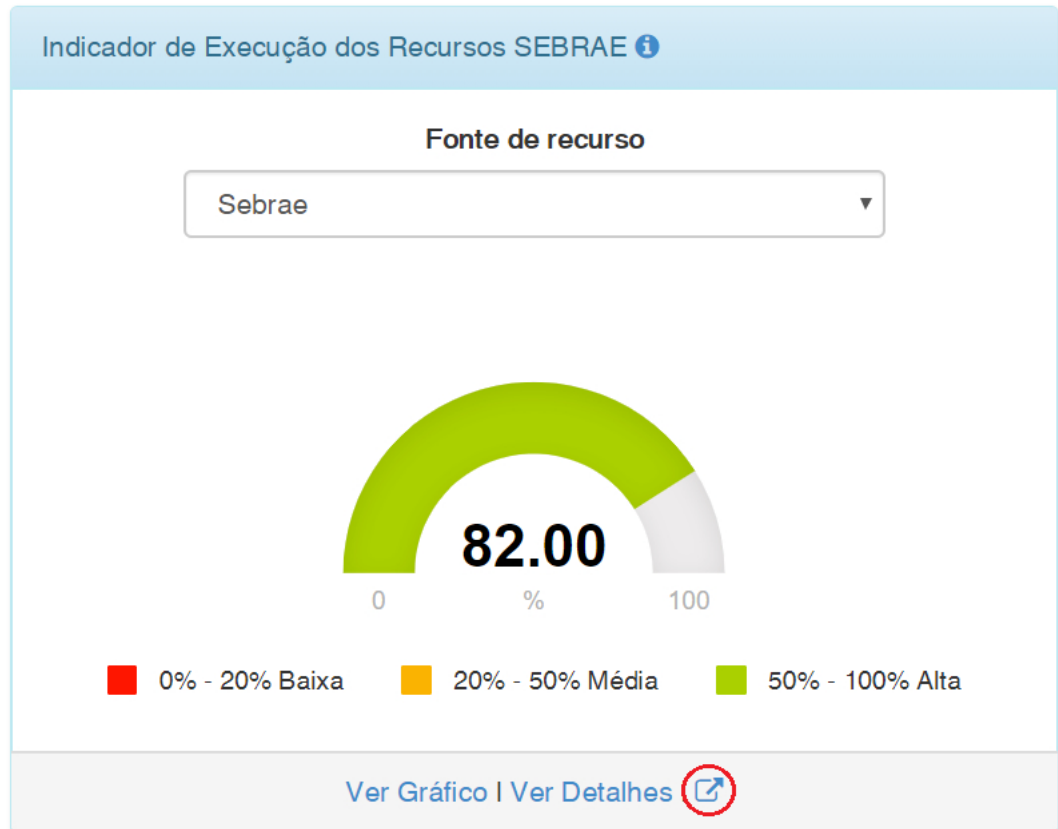 Indicador de Execução dos Recursos SEBRAE
Fonte de recurso
Sebrae
82.00
0 % 100
0% - 20% Baixa 20% - 50% Média 50% - 100% Alta
Ver Gráfico | Ver Detalhes